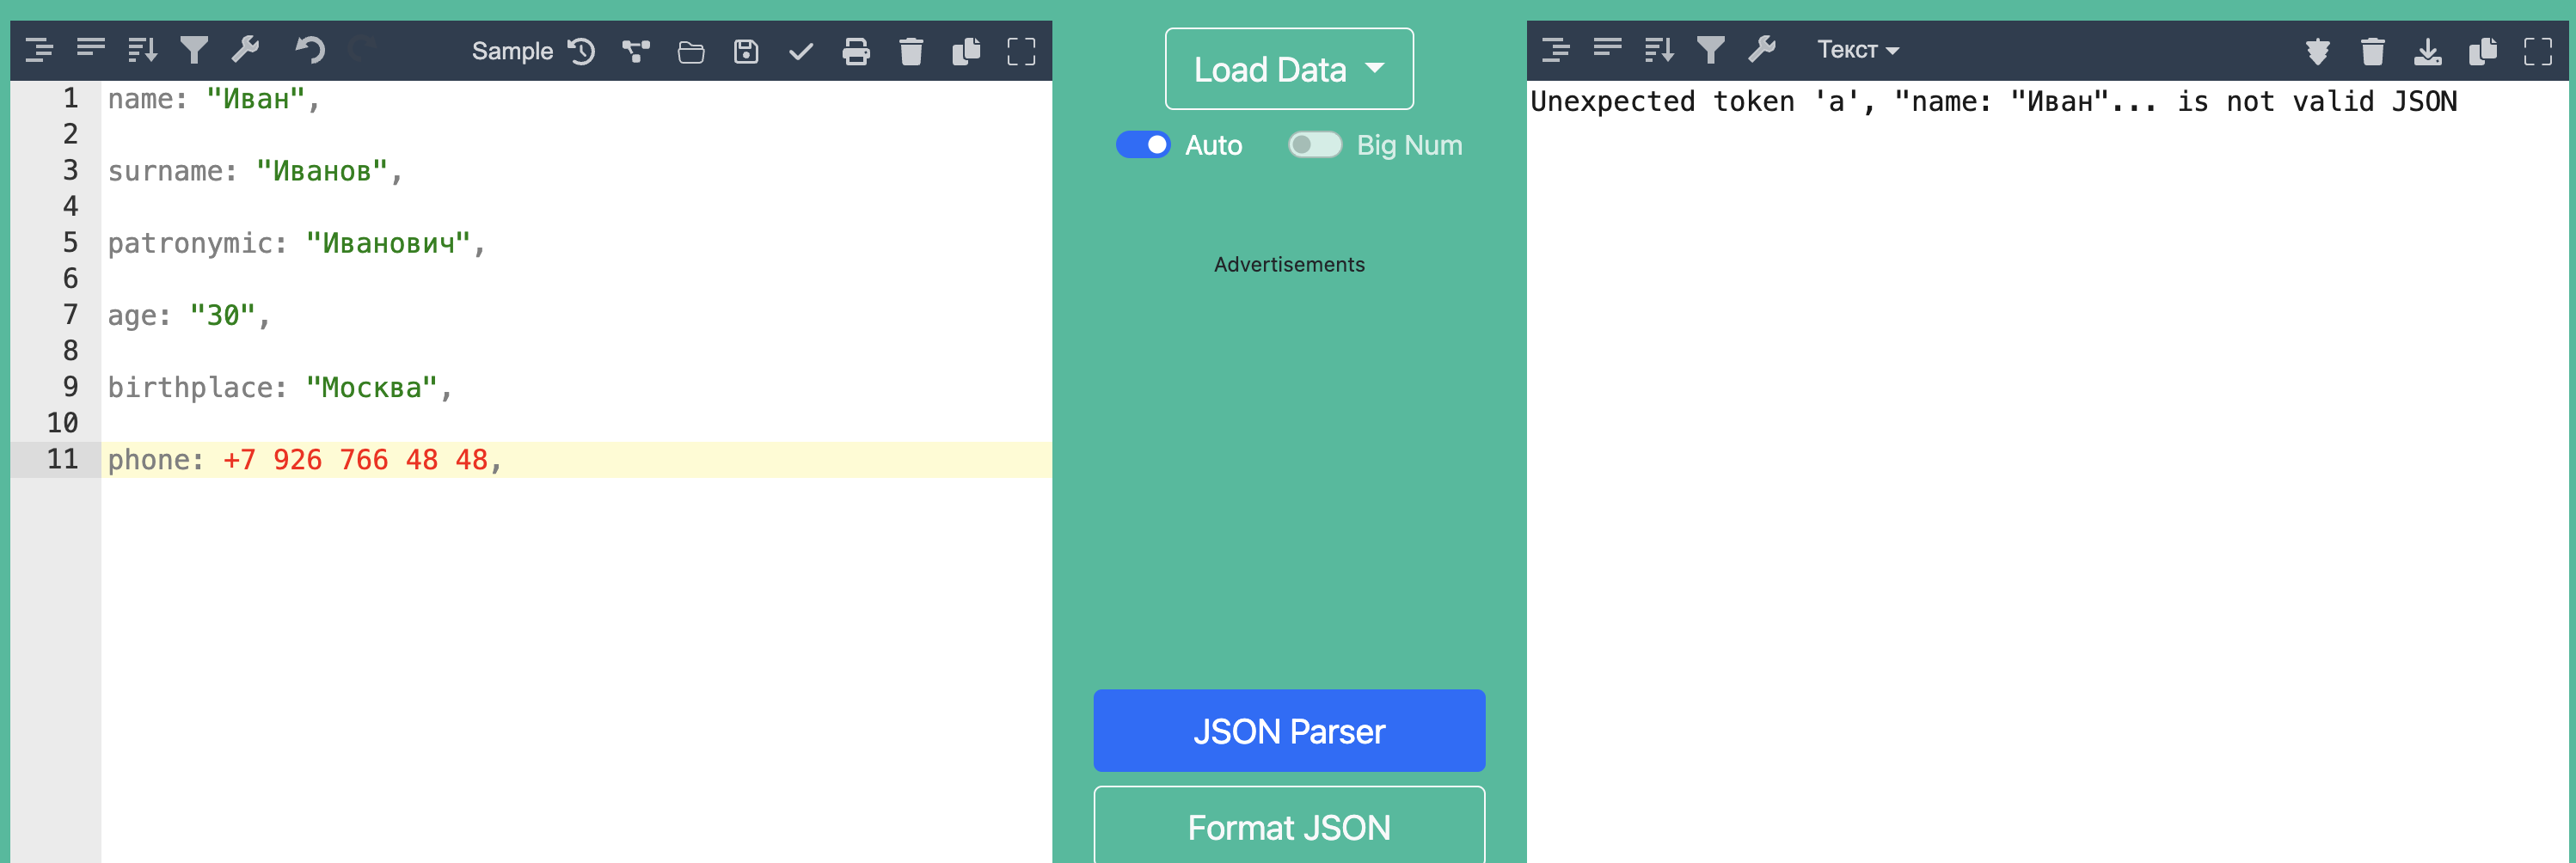 Sample
1 name: "Иван",
2
3 surname: "Иванов",
4
5 patronymic: "Иванович",
6
7 age: "30",
8
9 birthplace: "Москва",
10
11 phone: +7 926 766 48 48,
Load Data
Auto Big Num
Advertisements
JSON Parser
Format JSON
Текст
Unexpected token 'a', "name: "Иван"... is not valid JSON